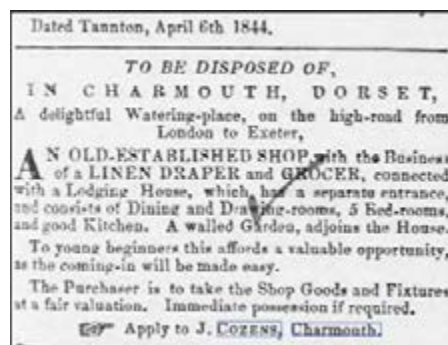 Dated Taunton, April 6th 1844.
TO BE DISPOSED OF,
IN CHARMOUTH, DORSET,
A delightful Watering-place, on the high-road from
London to Exeter,
AN OLD-ESTABLISHED SHOP with the Business
of a LINEN DRAPER and GROCER, connected
with a Lodging House, which has a separate entrance,
and consists of Dining and Drawing-rooms, 5 Bed-rooms
and good Kitchen. A walled Garden, adjoins the House.
To young beginners this affords a valuable opportunity,
as the coming-in will be made easy.
The Purchaser is to take the Shop Goods and Fixtures
at a fair valuation. Immediate possession if required.
☞ Apply to J. COZENS, Charmouth.